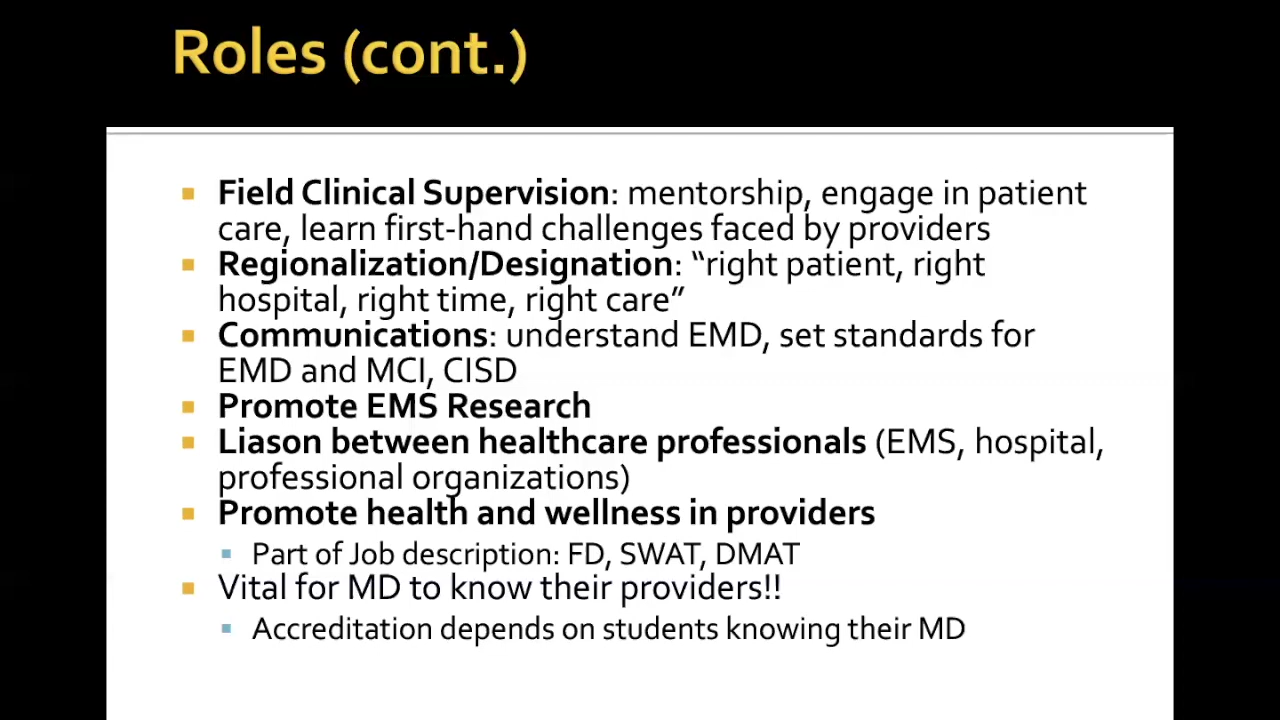 Roles (cont.)
Field Clinical Supervision: mentorship, engage in patient
care, learn first-hand challenges faced by providers
Regionalization/Designation: “right patient, right
hospital, right time, right care”
Communications: understand EMD, set standards for
EMD and MCI, CISD
Promote EMS Research
Liason between healthcare professionals (EMS, hospital,
professional organizations)
Promote health and wellness in providers
Part of Job description: FD, SWAT, DMAT
Vital for MD to know their providers!!
Accreditation depends on students knowing their MD